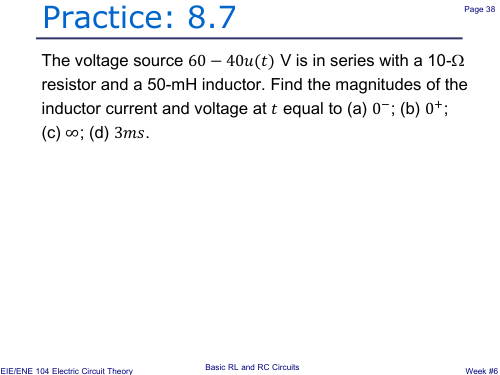 Practice: 8.7
Page 38
The voltage source 60 − 40u(t) V is in series with a 10-Ω
resistor and a 50-mH inductor. Find the magnitudes of the
inductor current and voltage at t equal to (a) 0⁻; (b) 0⁺;
(c) ∞; (d) 3ms.
EIE/ENE 104 Electric Circuit Theory
Basic RL and RC Circuits
Week #6